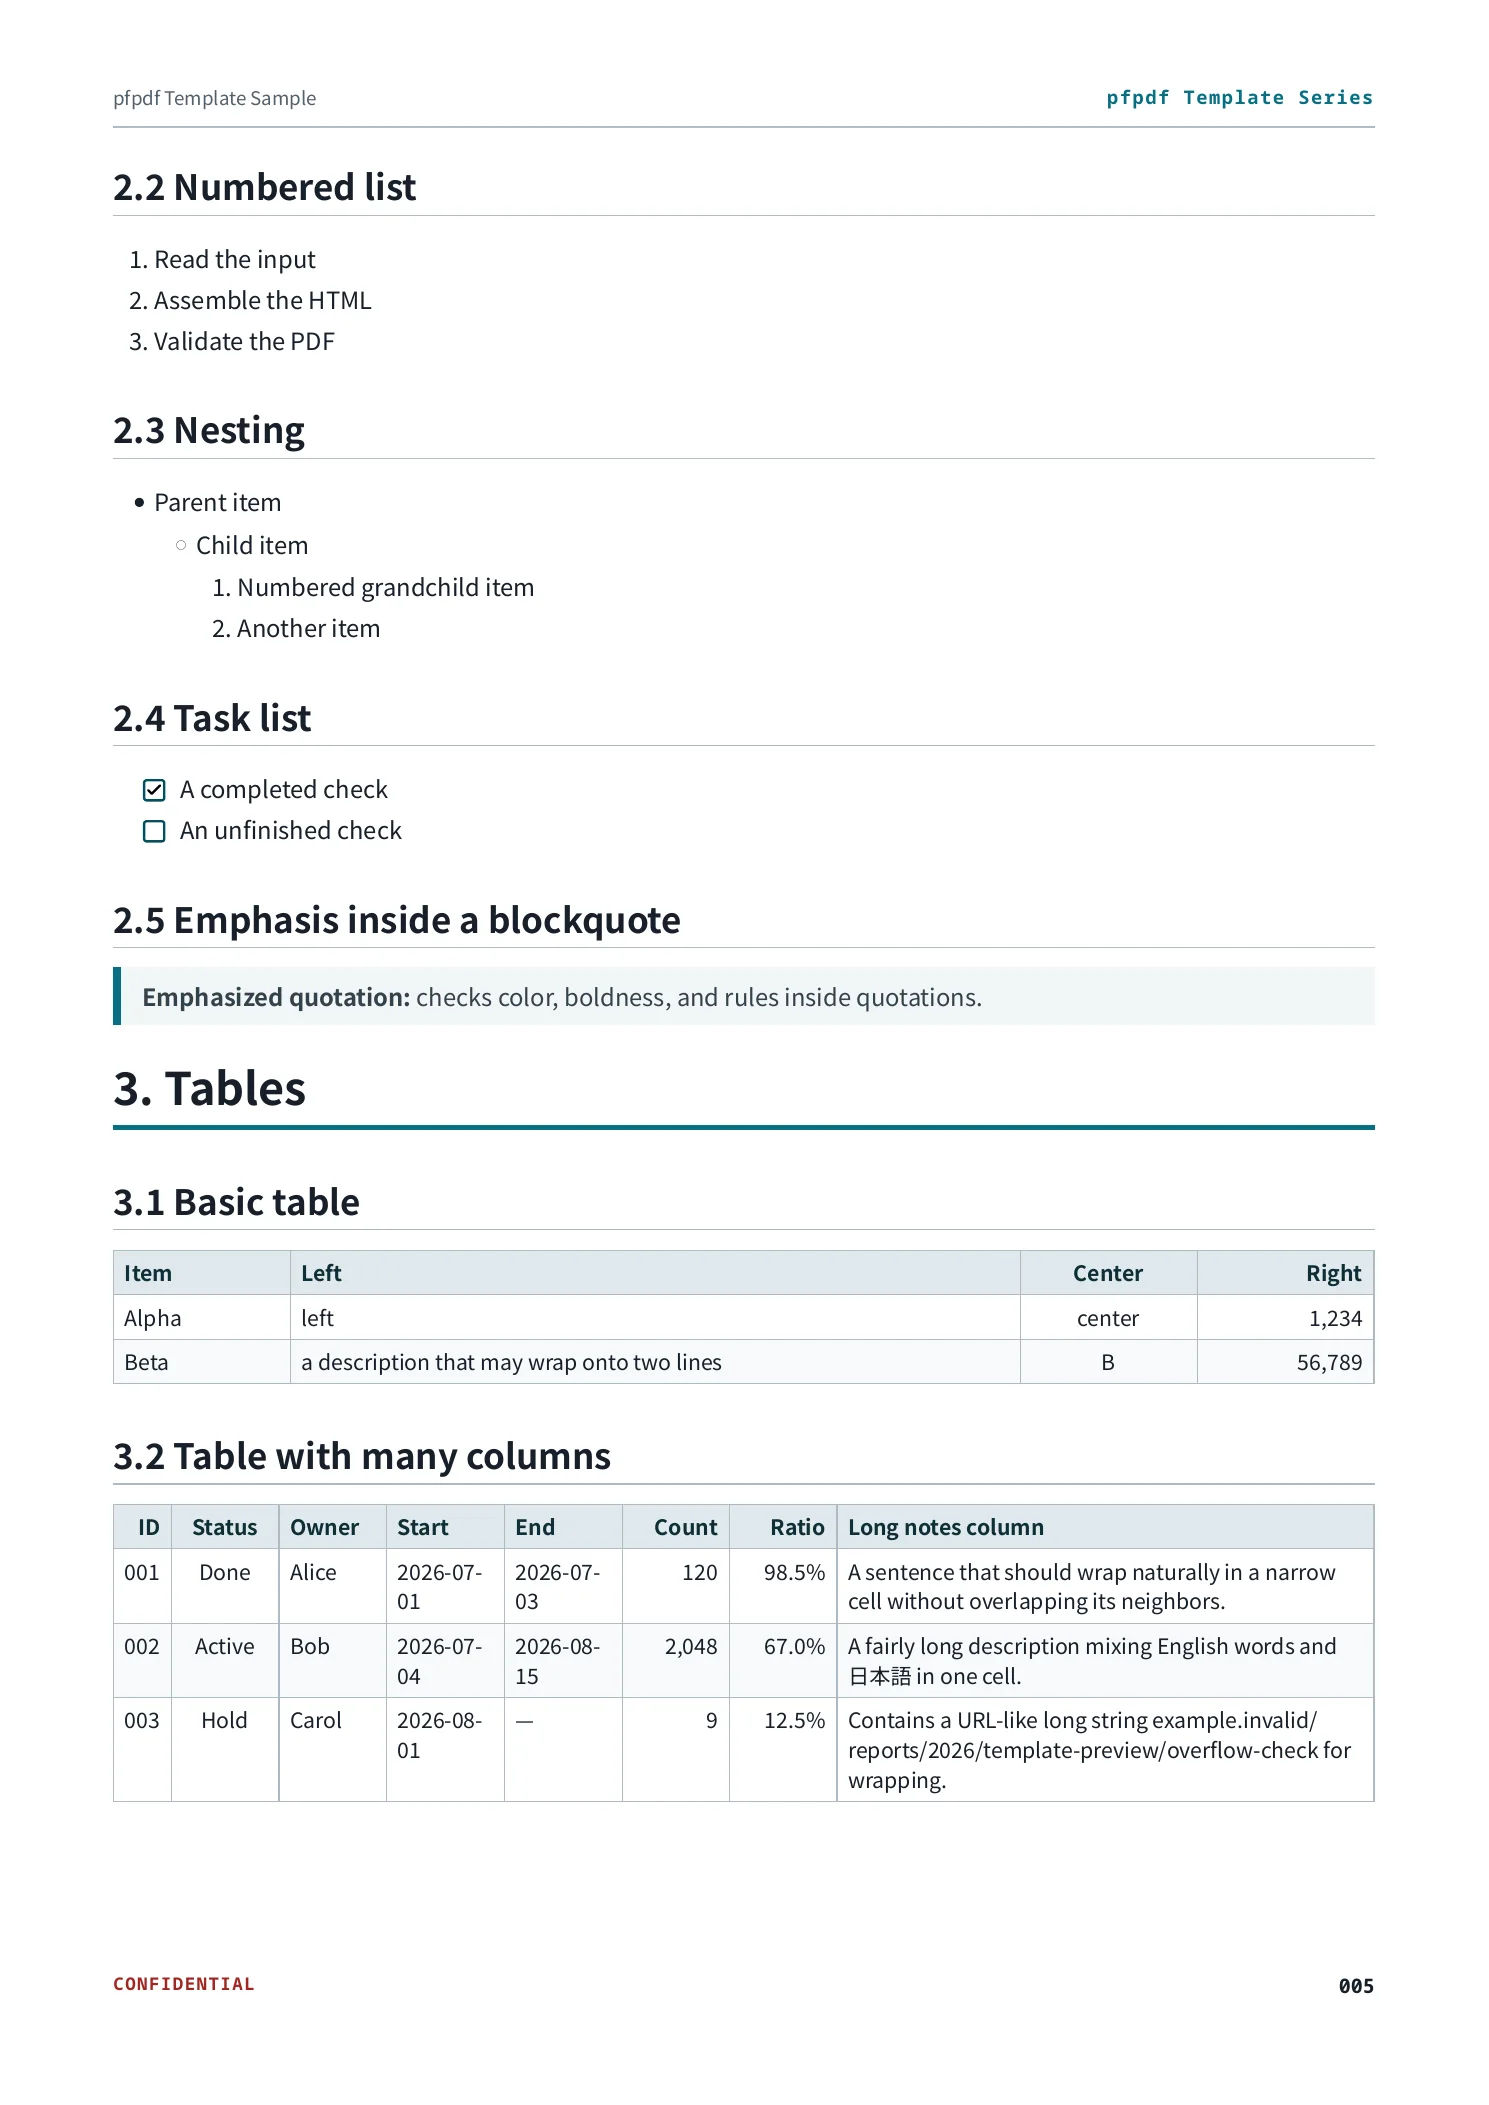 pfpdf Template Sample
pfpdf Template Series
2.2 Numbered list
1. Read the input
2. Assemble the HTML
3. Validate the PDF
2.3 Nesting
• Parent item
○ Child item
1. Numbered grandchild item
2. Another item
2.4 Task list
☑ A completed check
☐ An unfinished check
2.5 Emphasis inside a blockquote
Emphasized quotation: checks color, boldness, and rules inside quotations.
3. Tables
3.1 Basic table
Item Left Center Right
Alpha left center 1,234
Beta a description that may wrap onto two lines B 56,789
3.2 Table with many columns
ID Status Owner Start End Count Ratio Long notes column
001 Done Alice 2026-07- 2026-07- 120 98.5% A sentence that should wrap naturally in a narrow
01 03 cell without overlapping its neighbors.
002 Active Bob 2026-07- 2026-08- 2,048 67.0% A fairly long description mixing English words and
04 15 日本語 in one cell.
003 Hold Carol 2026-08- — 9 12.5% Contains a URL-like long string example.invalid/
01 reports/2026/template-preview/overflow-check for
wrapping.
CONFIDENTIAL
005